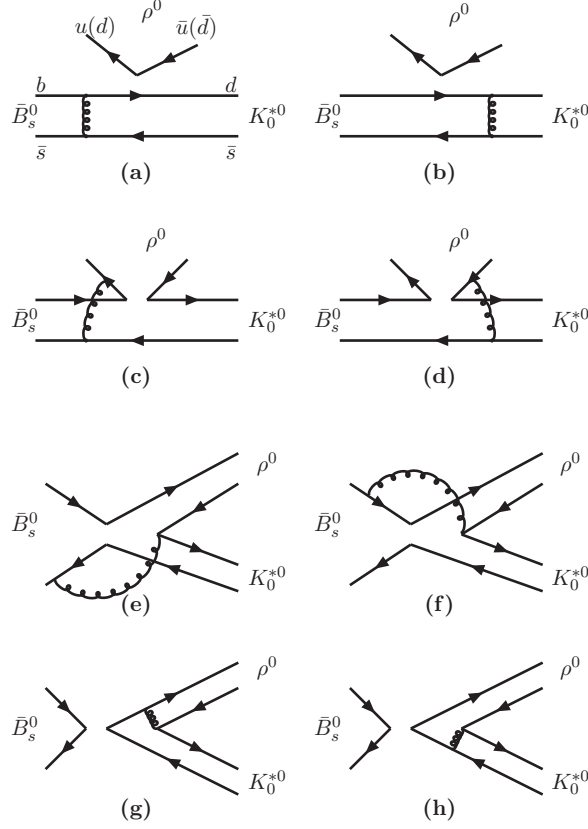 ρ⁰ ρ⁰
u(d) ū(d̄)
b d
B̄ₛ⁰ K₀*⁰ B̄ₛ⁰ K₀*⁰
s̄ s̄
(a) (b)
ρ⁰ ρ⁰
B̄ₛ⁰ K₀*⁰ B̄ₛ⁰ K₀*⁰
(c) (d)
ρ⁰ ρ⁰
B̄ₛ⁰ B̄ₛ⁰
K₀*⁰ K₀*⁰
(e) (f)
ρ⁰ ρ⁰
B̄ₛ⁰ B̄ₛ⁰
K₀*⁰ K₀*⁰
(g) (h)